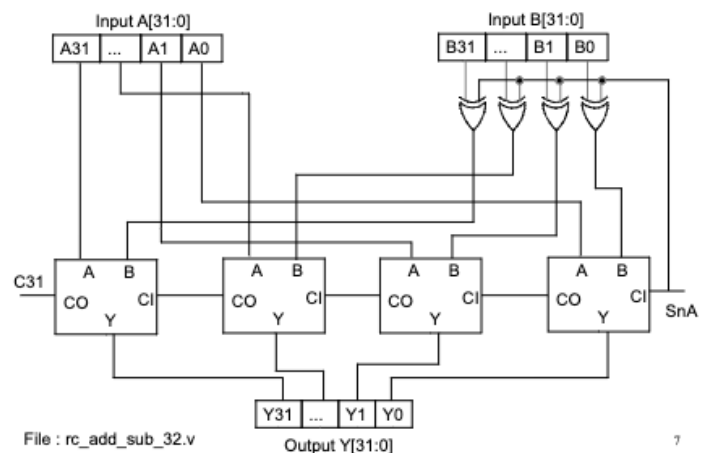 Input A[31:0] Input B[31:0]
A31 ... A1 A0 B31 ... B1 B0
A B A B A B A B
C31 CO CI CO CI CO CI CO CI SnA
Y Y Y Y
Y31 ... Y1 Y0
File : rc_add_sub_32.v Output Y[31:0] 7